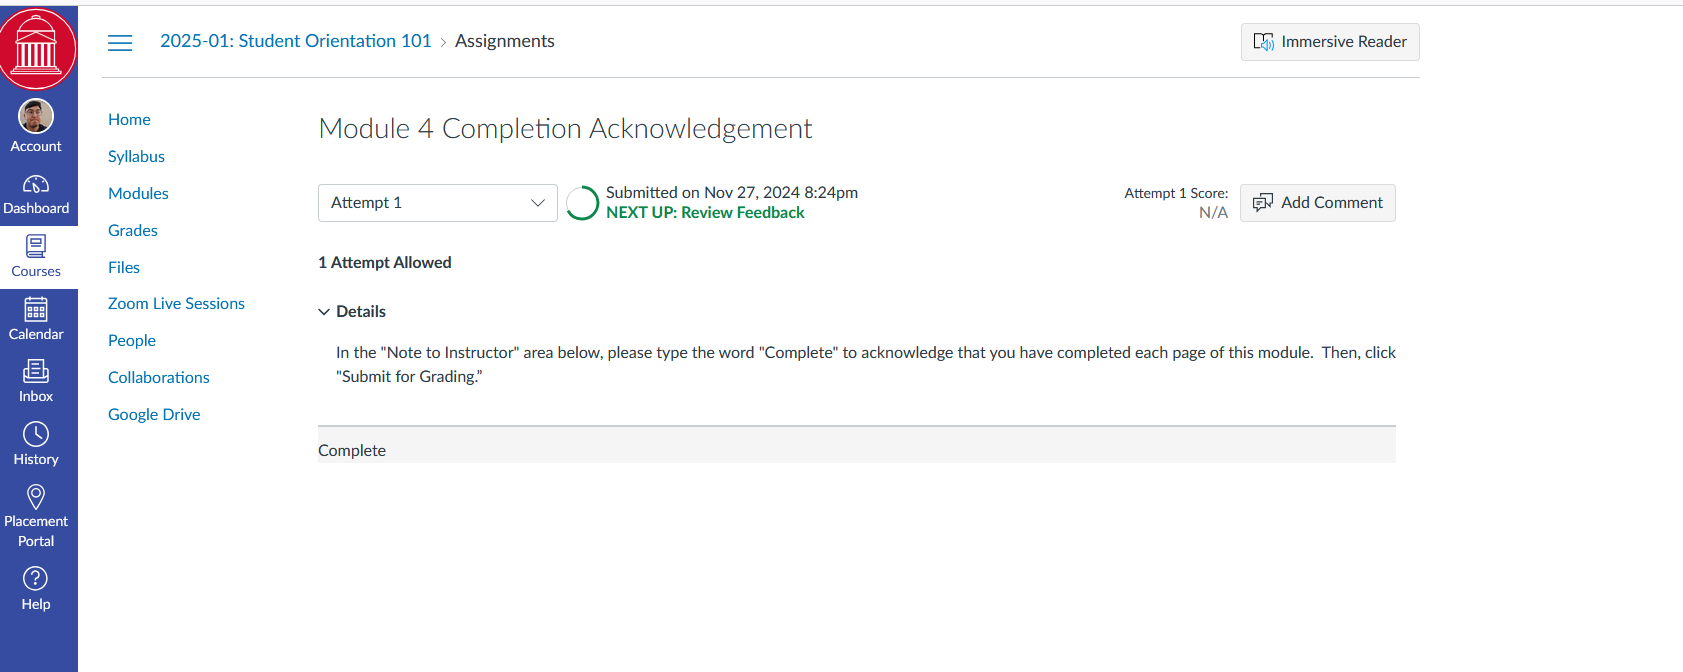 2025-01: Student Orientation 101 > Assignments
Immersive Reader
Account
Dashboard
Courses
Calendar
Inbox
History
Placement
Portal
Help
Home
Syllabus
Modules
Grades
Files
Zoom Live Sessions
People
Collaborations
Google Drive
Module 4 Completion Acknowledgement
Attempt 1
Submitted on Nov 27, 2024 8:24pm
NEXT UP: Review Feedback
Attempt 1 Score:
N/A
Add Comment
1 Attempt Allowed
Details
In the "Note to Instructor" area below, please type the word "Complete" to acknowledge that you have completed each page of this module.  Then, click
"Submit for Grading.”
Complete